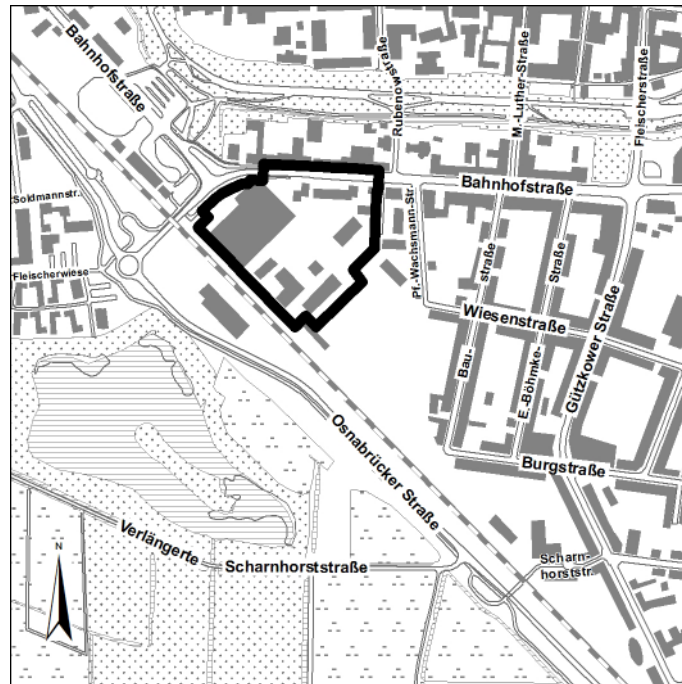 Bahnhofstraße
Rubenowstraße
M.-Luther-Straße
Fleischerstraße
Bahnhofstraße
Soldmannstr.
Pf.-Wachsmann-Str.
Fleischerwiese
Wiesenstraße
Bau-
straße
E.-Böhmke-
Straße
Gützkower Straße
Osnabrücker Straße
Burgstraße
Verlängerte
Scharnhorststraße
Scharn-
horststr.
N